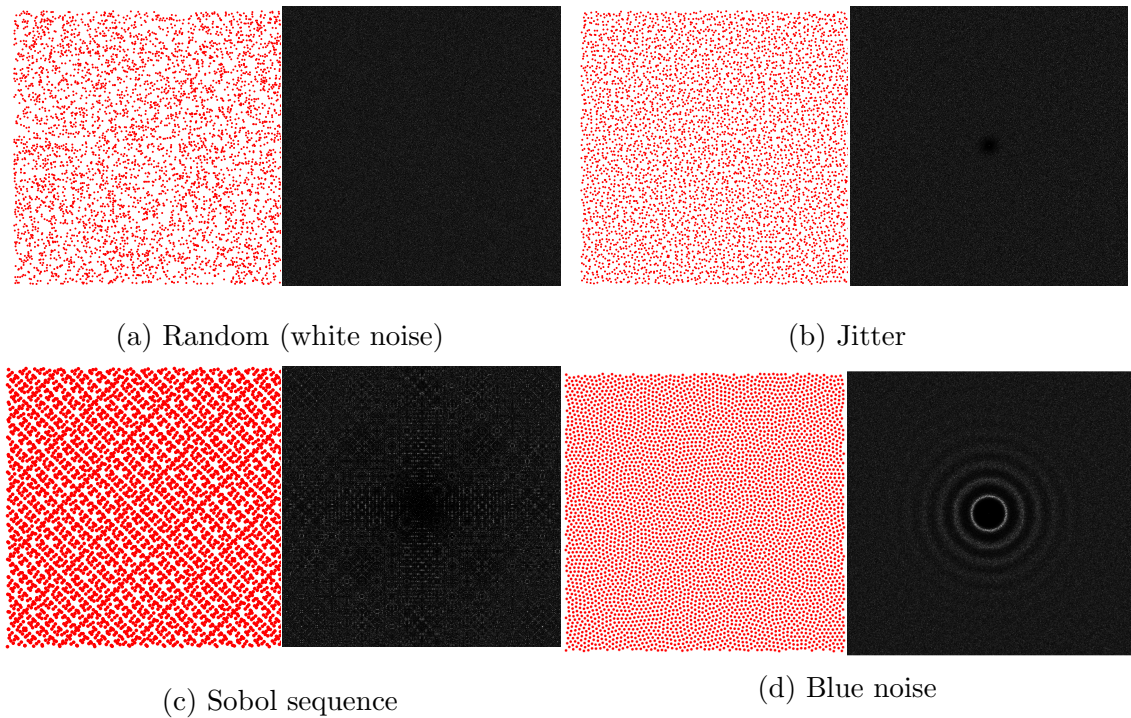 (a) Random (white noise)
(b) Jitter
(c) Sobol sequence
(d) Blue noise